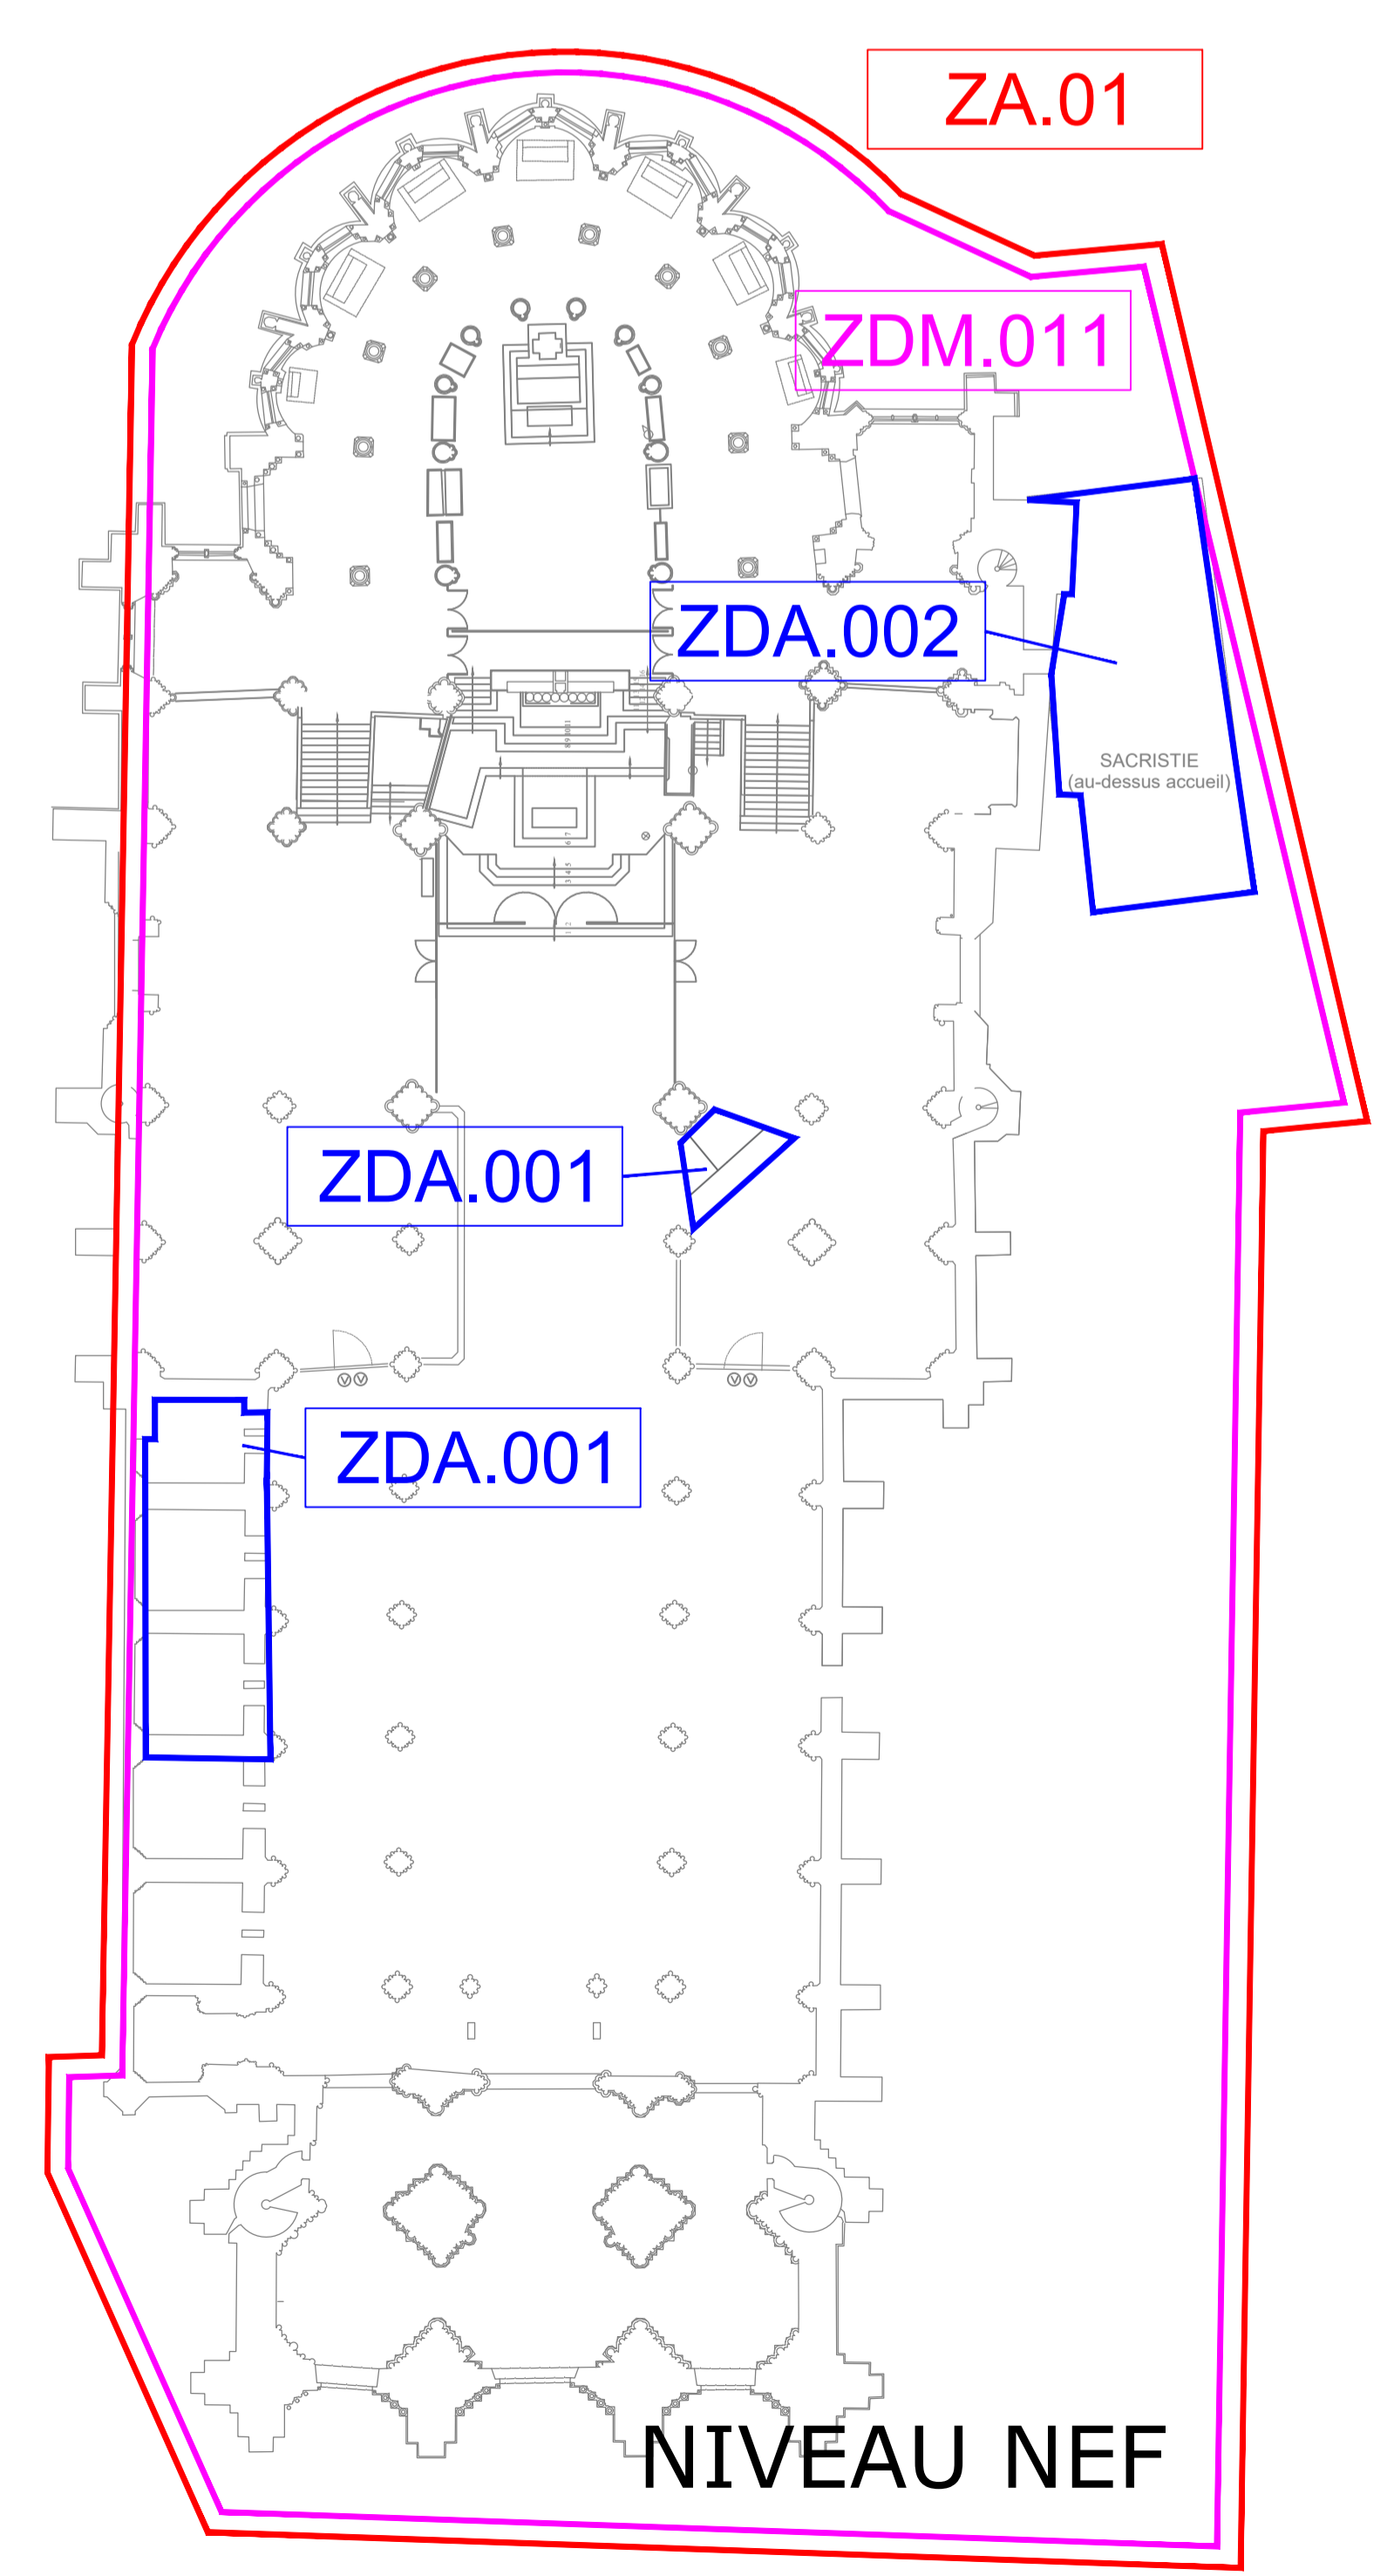 ZA.01
ZDM.011
ZDA.002
SACRISTIE
(au-dessus accueil)
ZDA.001
ZDA.001
NIVEAU NEF